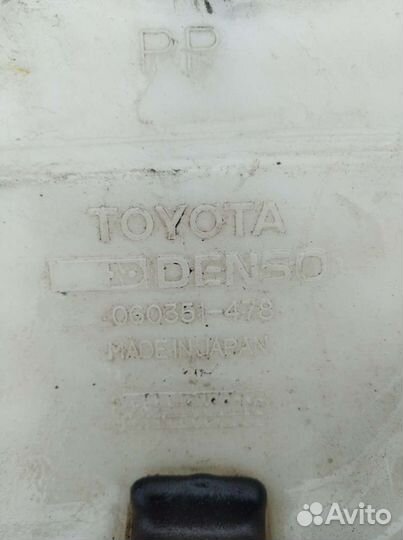 PP
TOYOTA
DENSO
060351-478
MADE IN JAPAN
Avito